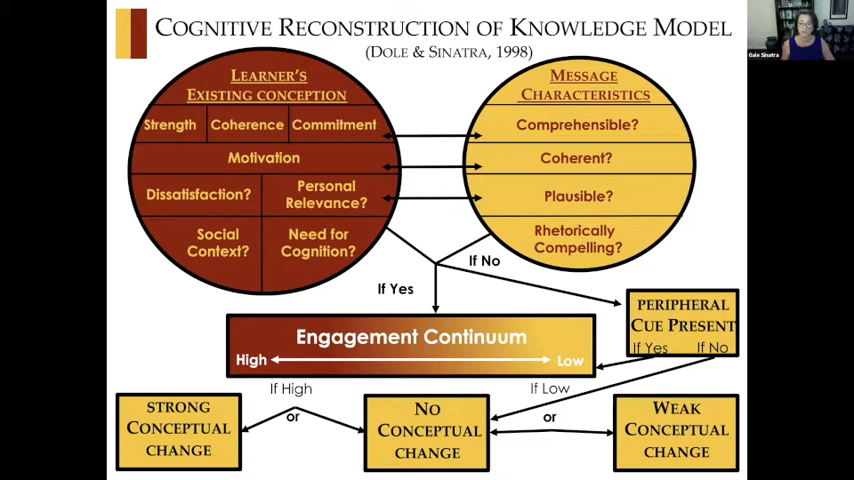 COGNITIVE RECONSTRUCTION OF KNOWLEDGE MODEL
(DOLE & SINATRA, 1998)
Gale Sinatra
LEARNER'S
EXISTING CONCEPTION
Strength Coherence Commitment
Motivation
Dissatisfaction? Personal
Relevance?
Social
Context?
Need for
Cognition?
MESSAGE
CHARACTERISTICS
Comprehensible?
Coherent?
Plausible?
Rhetorically
Compelling?
If Yes
If No
PERIPHERAL
CUE PRESENT
If Yes If No
Engagement Continuum
High Low
If High
or
If Low
or
STRONG
CONCEPTUAL
CHANGE
NO
CONCEPTUAL
CHANGE
WEAK
CONCEPTUAL
CHANGE